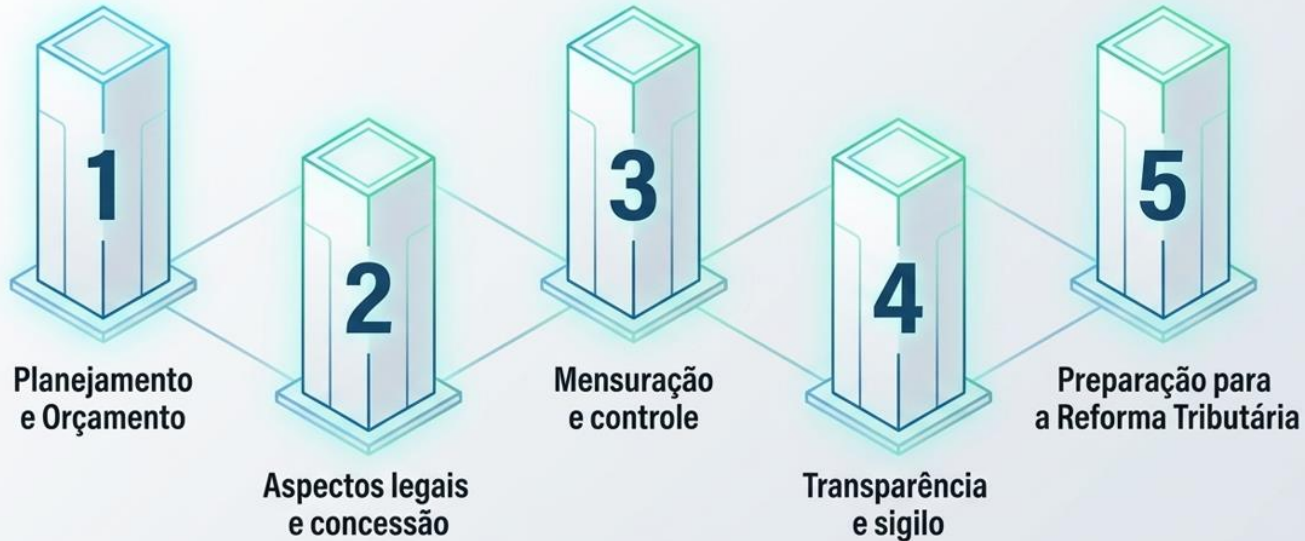 1
Planejamento
e Orçamento
2
Aspectos legais
e concessão
3
Mensuração
e controle
4
Transparência
e sigilo
5
Preparação para
a Reforma Tributária